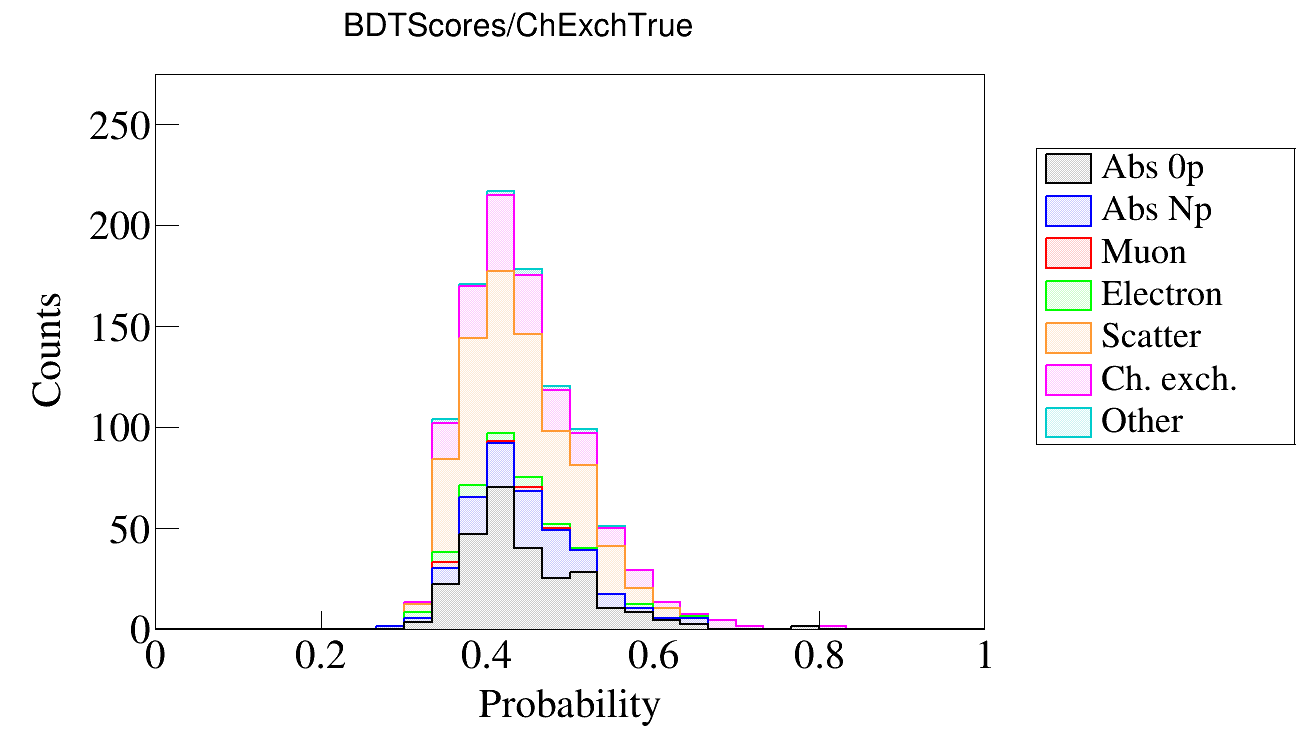 BDTScores/ChExchTrue
250
200
150
100
50
0
Counts
0 0.2 0.4 0.6 0.8 1
Probability
Abs 0p
Abs Np
Muon
Electron
Scatter
Ch. exch.
Other